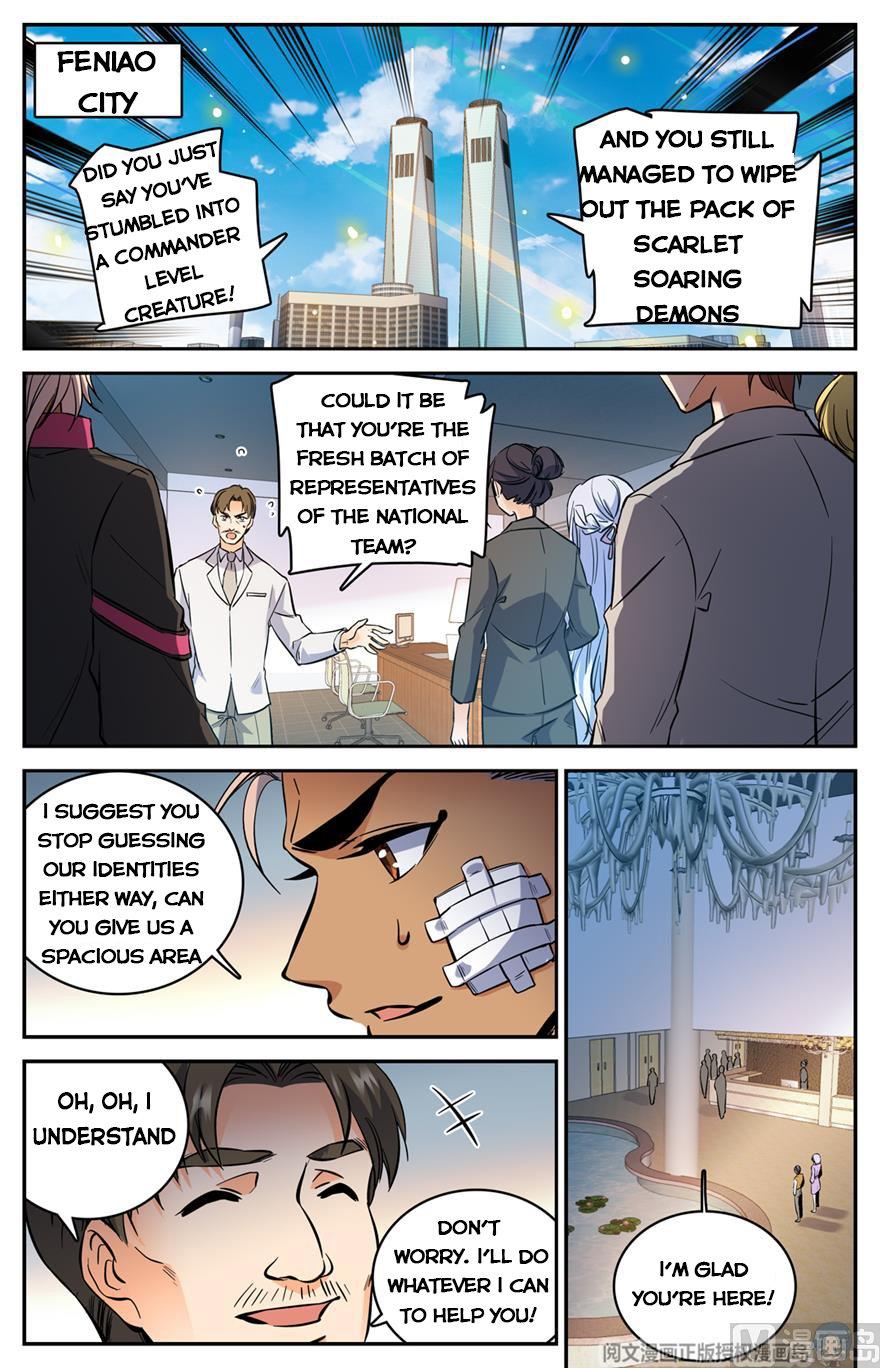 FENIAO
CITY
DID YOU JUST
SAY YOU'VE
STUMBLED INTO
A COMMANDER
LEVEL
CREATURE!
AND YOU STILL
MANAGED TO WIPE
OUT THE PACK OF
SCARLET
SOARING
DEMONS
COULD IT BE
THAT YOU'RE THE
FRESH BATCH OF
REPRESENTATIVES
OF THE NATIONAL
TEAM?
I SUGGEST YOU
STOP GUESSING
OUR IDENTITIES
EITHER WAY, CAN
YOU GIVE US A
SPACIOUS AREA
OH, OH, I
UNDERSTAND
DON'T
WORRY. I'LL DO
WHATEVER I CAN
TO HELP YOU!
I'M GLAD
YOU'RE HERE!
漫画岛
阅文漫画正版授权漫画岛